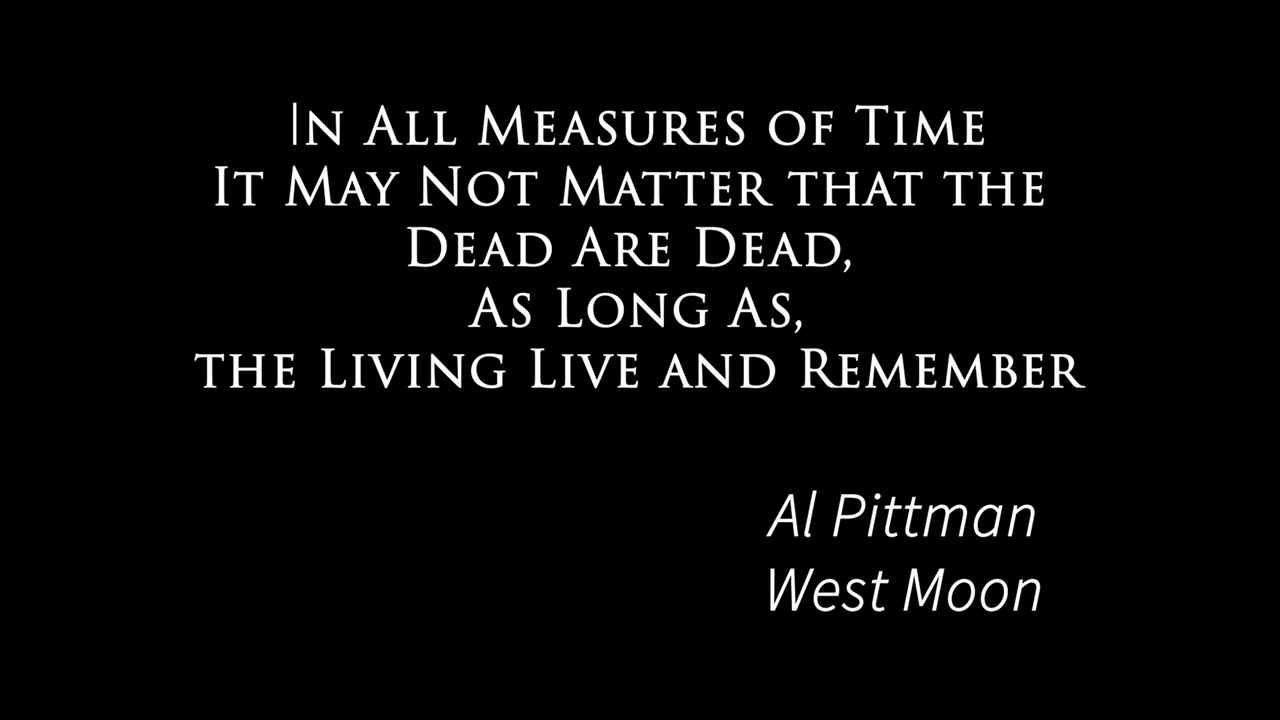 In All Measures of Time
It May Not Matter that the
Dead Are Dead,
As Long As,
the Living Live and Remember
Al Pittman
West Moon